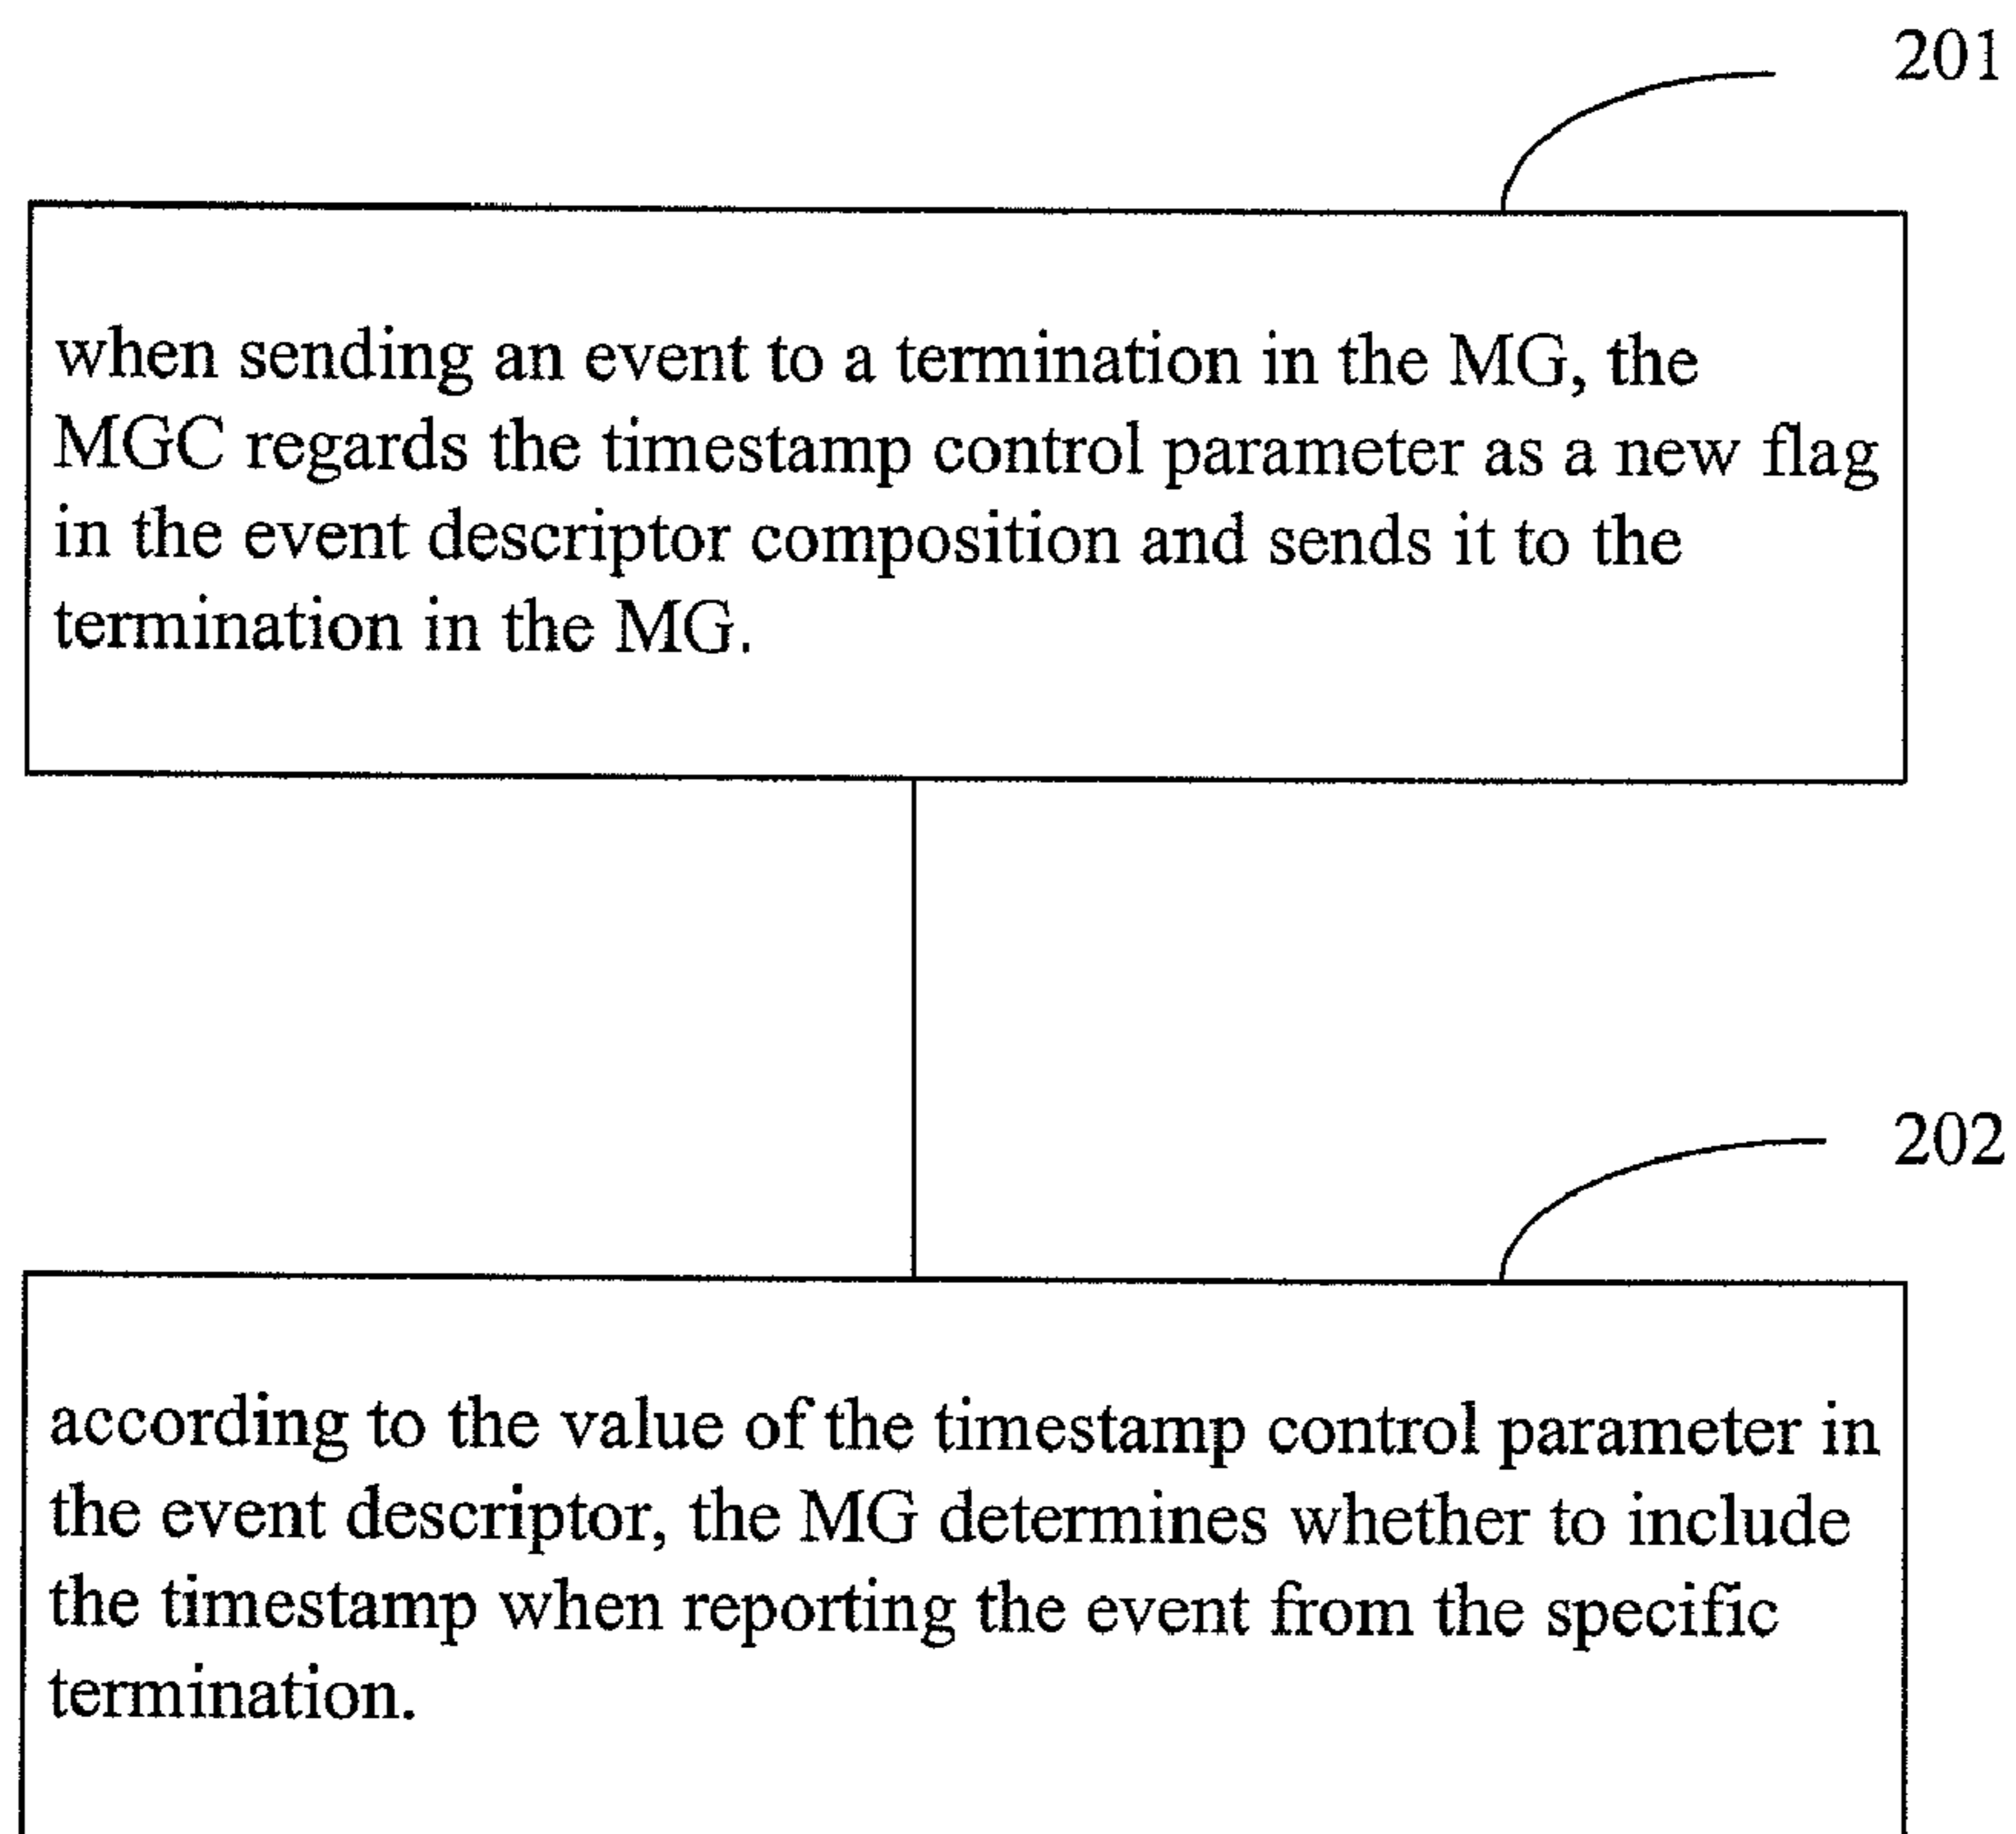 201
when sending an event to a termination in the MG, the
MGC regards the timestamp control parameter as a new flag
in the event descriptor composition and sends it to the
termination in the MG.
202
according to the value of the timestamp control parameter in
the event descriptor, the MG determines whether to include
the timestamp when reporting the event from the specific
termination.